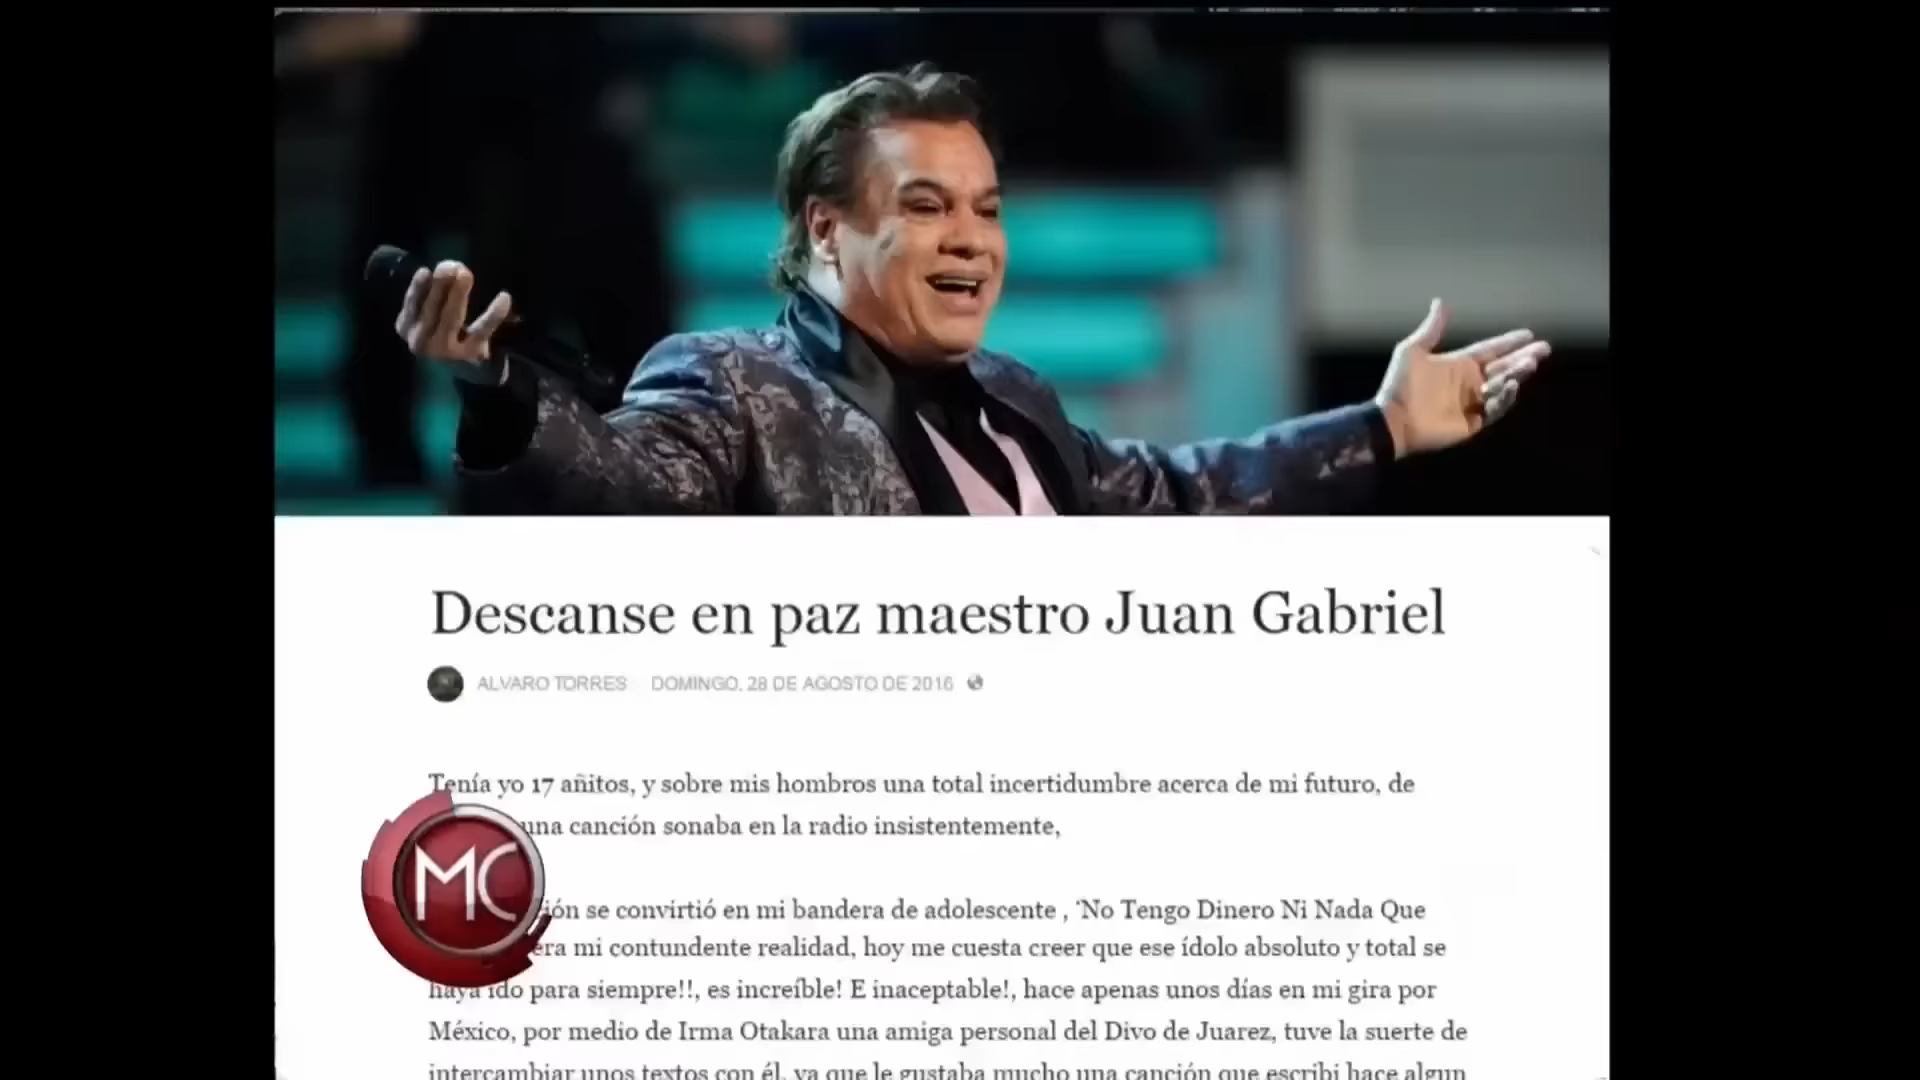 Descanse en paz maestro Juan Gabriel
ALVARO TORRES DOMINGO, 28 DE AGOSTO DE 2016
Tenía yo 17 añitos, y sobre mis hombros una total incertidumbre acerca de mi futuro, de
una canción sonaba en la radio insistentemente,
MC
ión se convirtió en mi bandera de adolescente , 'No Tengo Dinero Ni Nada Que
era mi contundente realidad, hoy me cuesta creer que ese ídolo absoluto y total se
haya ido para siempre!!, es increíble! E inaceptable!, hace apenas unos días en mi gira por
México, por medio de Irma Otakara una amiga personal del Divo de Juarez, tuve la suerte de
intercambiar unos textos con él, ya que le gustaba mucho una canción que escribi hace algun